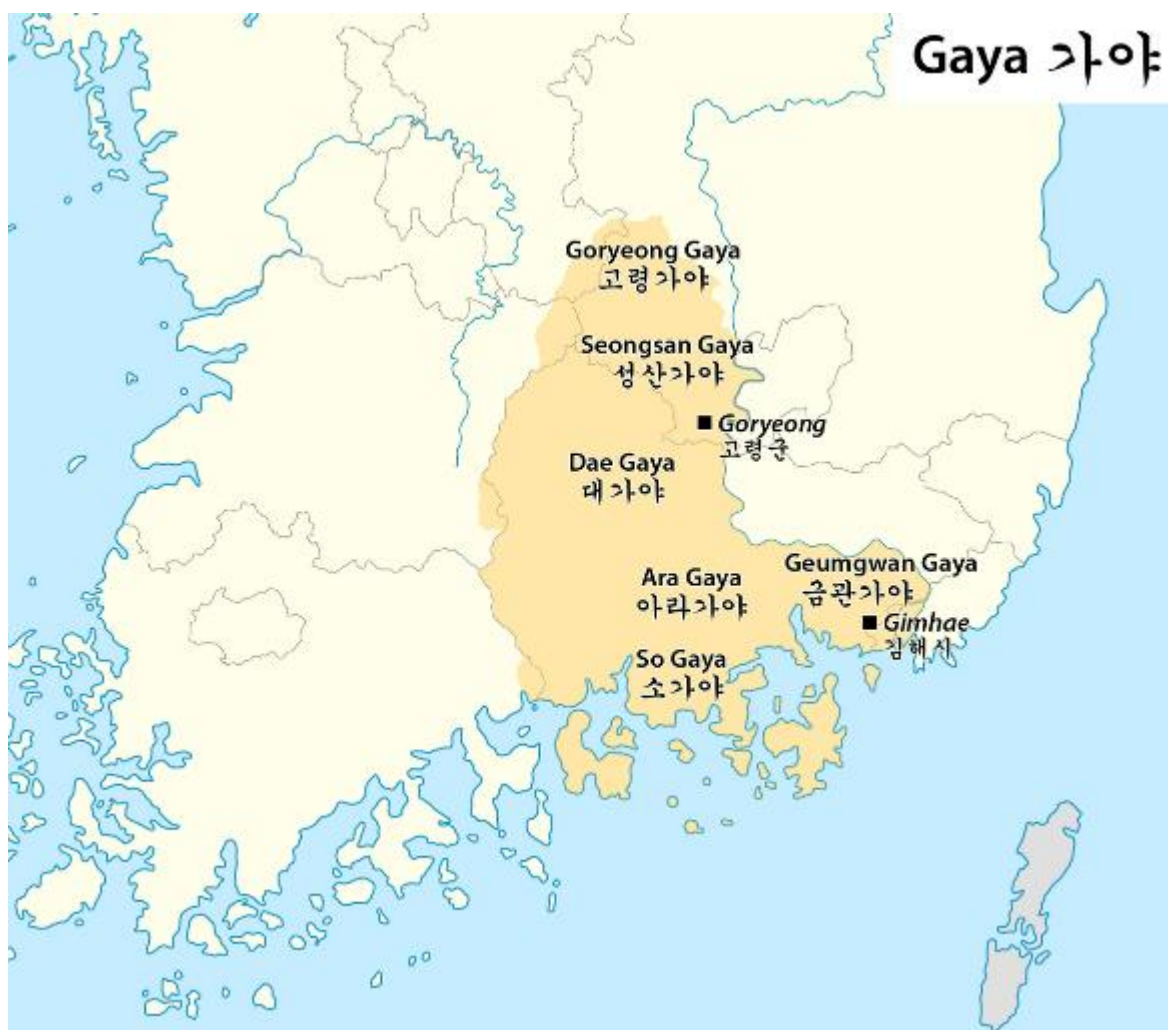 Gaya 가야
Goryeong Gaya
고령가야
Seongsan Gaya
성산가야
Goryeong
고령군
Dae Gaya
대가야
Geumgwan Gaya
금관가야
Ara Gaya
아라가야
Gimhae
김해시
So Gaya
소가야